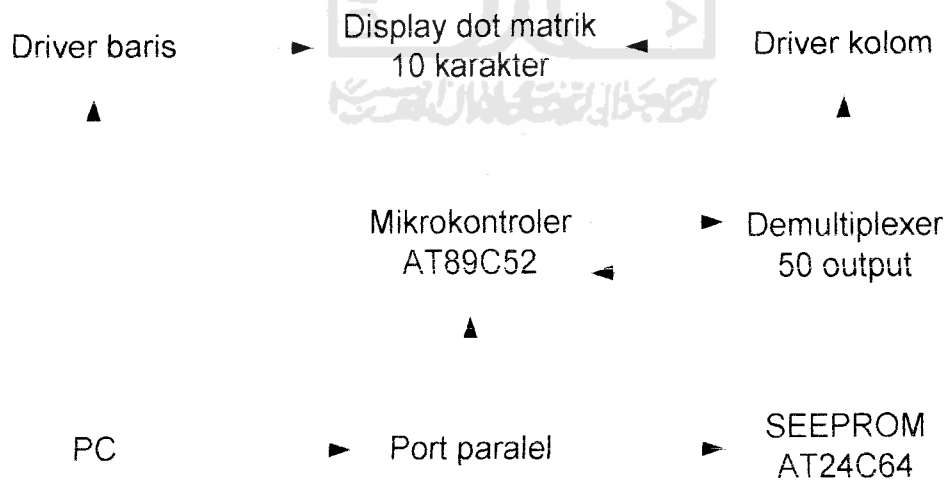 Driver baris
Display dot matrik
10 karakter
Driver kolom
Mikrokontroler
AT89C52
Demultiplexer
50 output
PC
Port paralel
SEEPROM
AT24C64